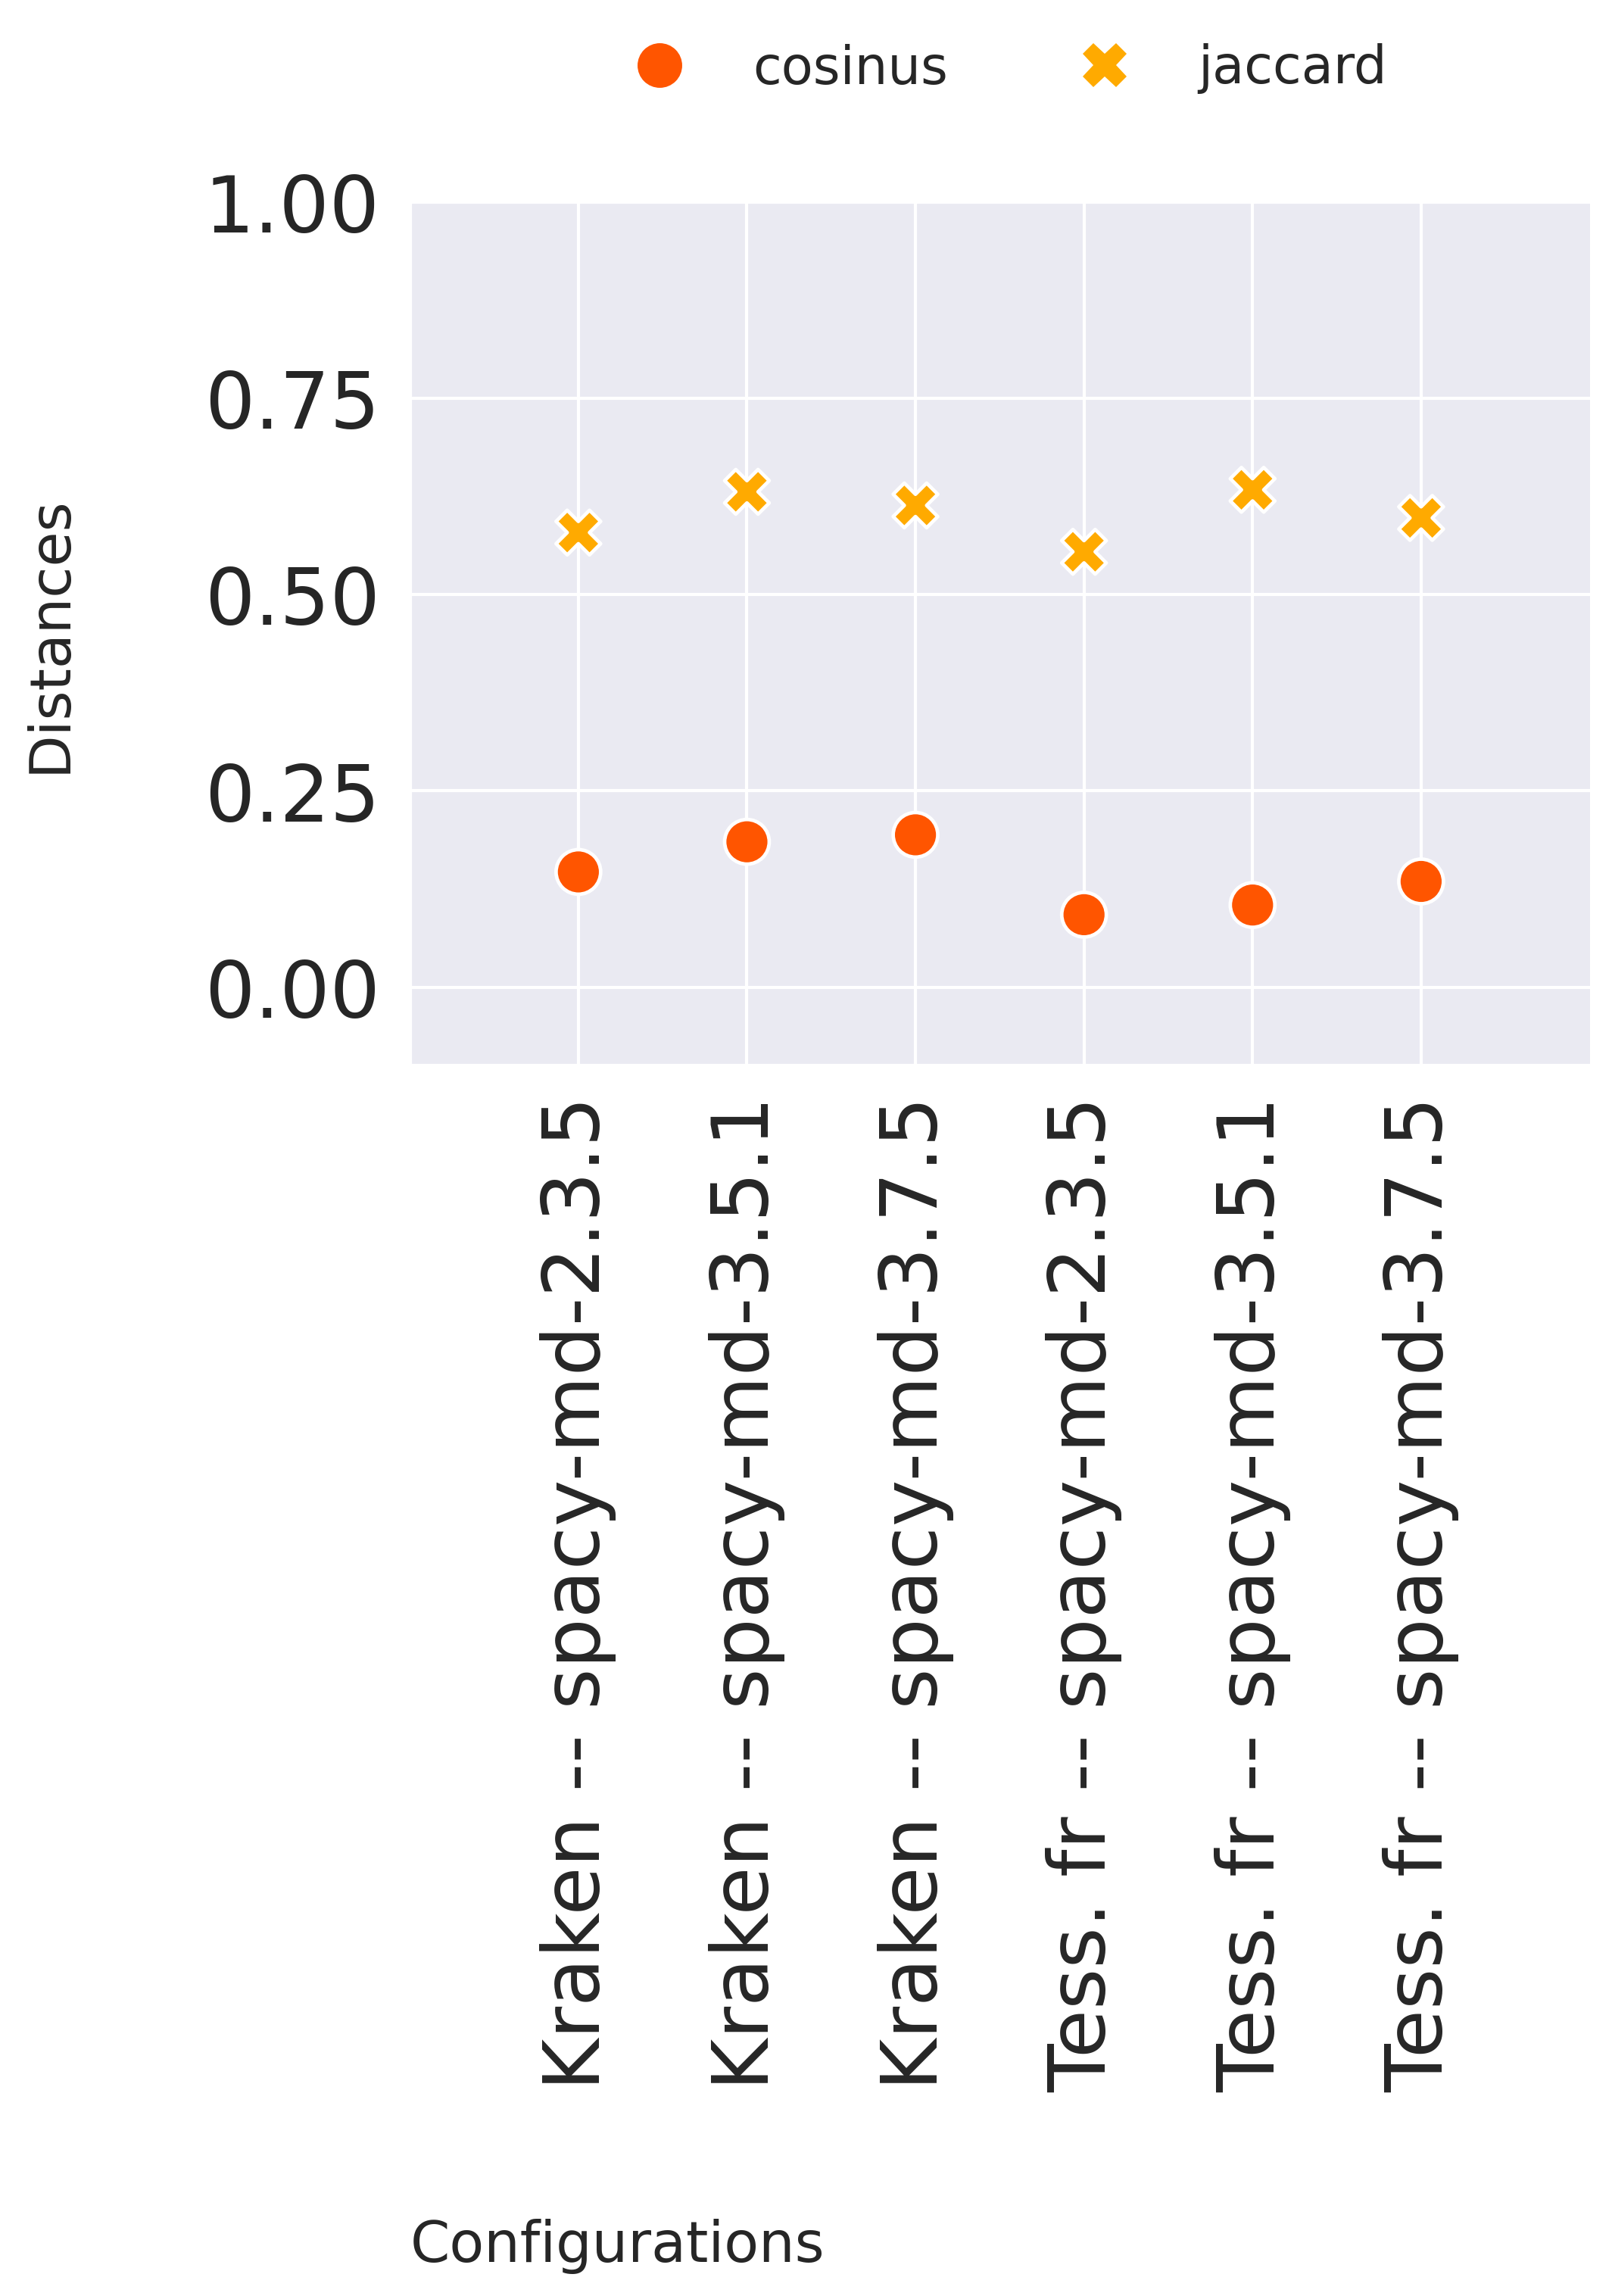 cosinus jaccard
1.00
0.75
0.50
0.25
0.00
Distances
Kraken -- spacy-md-2.3.5
Kraken -- spacy-md-3.5.1
Kraken -- spacy-md-3.7.5
Tess. fr -- spacy-md-2.3.5
Tess. fr -- spacy-md-3.5.1
Tess. fr -- spacy-md-3.7.5
Configurations